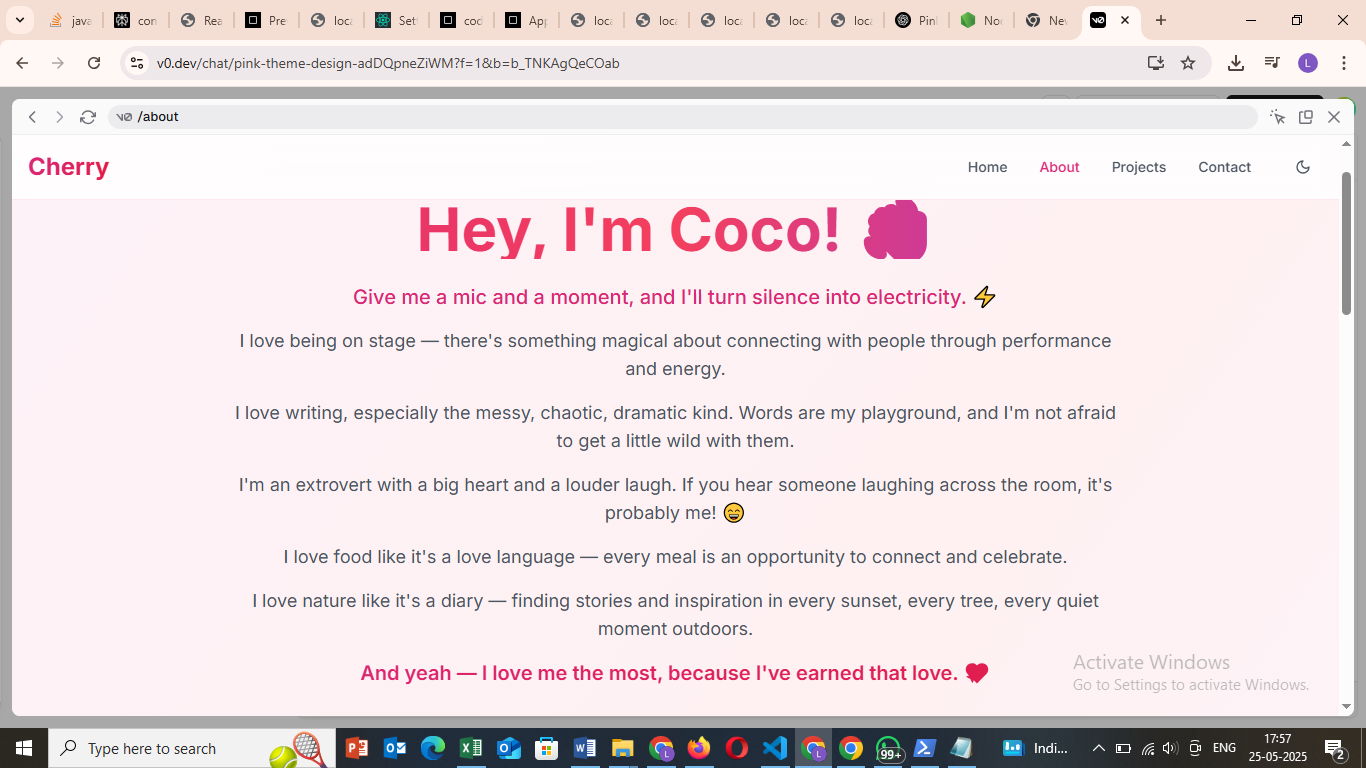 java
con
Rea
Pre
loca
Sett
cod
App
loca
loca
loca
loca
loca
Pin
Noc
Nev
v0.dev/chat/pink-theme-design-adDQpneZiWM?f=1&b=b_TNKAgQeCOab
L
/about
Cherry
Home About Projects Contact
Hey, I'm Coco!
Give me a mic and a moment, and I'll turn silence into electricity. ⚡
I love being on stage — there's something magical about connecting with people through performance
and energy.
I love writing, especially the messy, chaotic, dramatic kind. Words are my playground, and I'm not afraid
to get a little wild with them.
I'm an extrovert with a big heart and a louder laugh. If you hear someone laughing across the room, it's
probably me! 😄
I love food like it's a love language — every meal is an opportunity to connect and celebrate.
I love nature like it's a diary — finding stories and inspiration in every sunset, every tree, every quiet
moment outdoors.
And yeah — I love me the most, because I've earned that love.
Activate Windows
Go to Settings to activate Windows.
Type here to search
99+
Indi...
ENG
17:57
25-05-2025
2